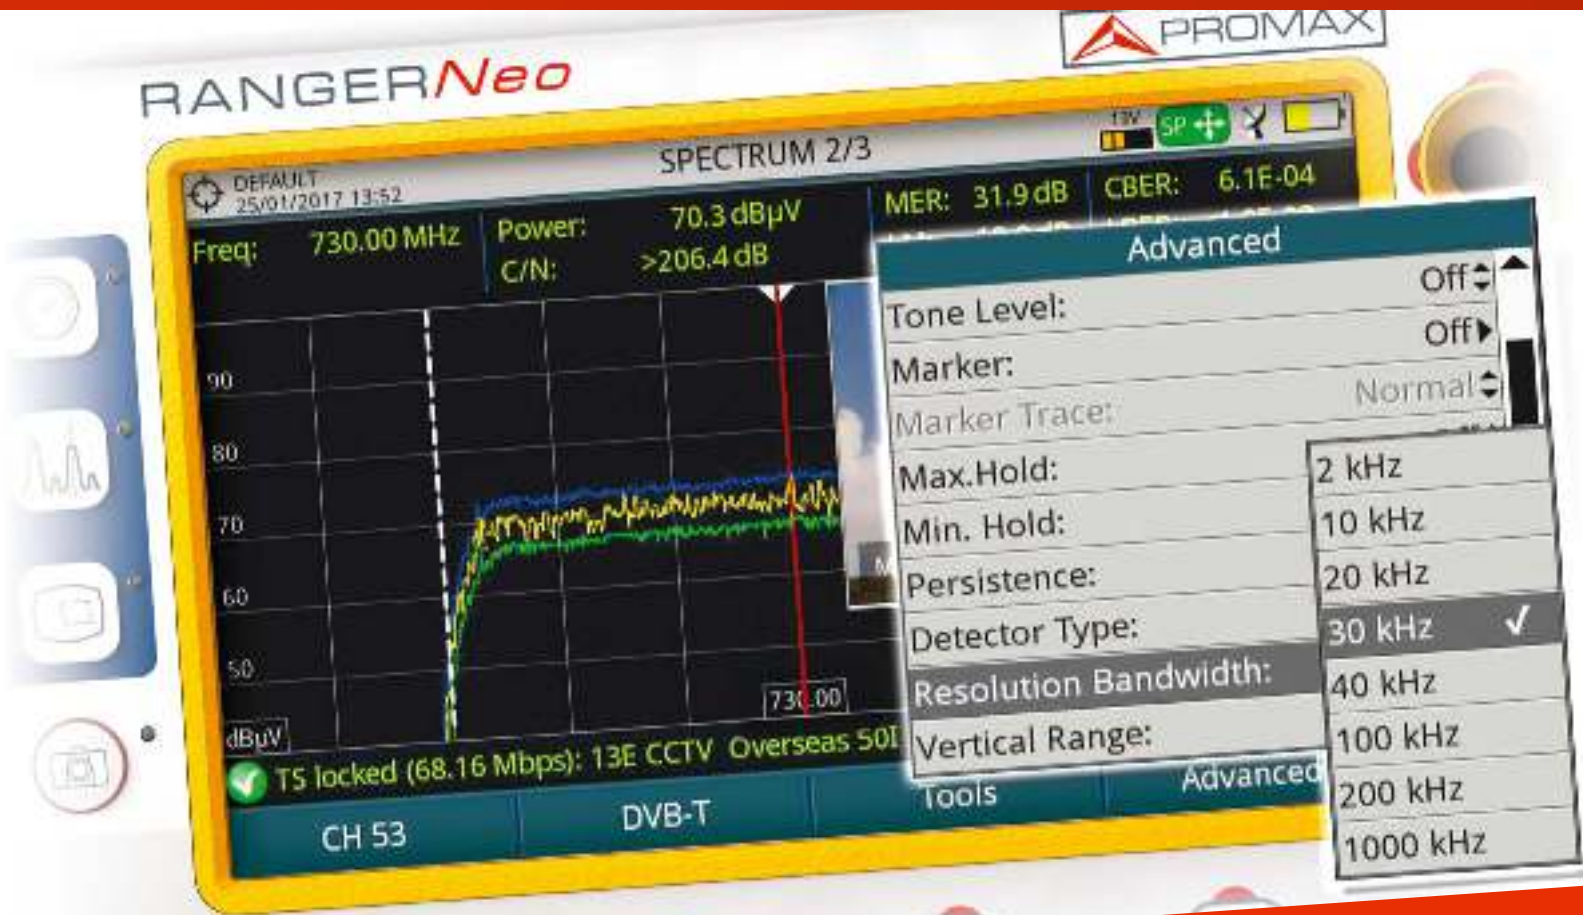 PROMAX
RANGERNeo
DEFAULT
25/01/2017 13:52
SPECTRUM 2/3
13V
SP
Freq: 730.00 MHz
Power: 70.3 dBµV
C/N: >206.4 dB
MER: 31.9 dB
CBER: 6.1E-04
90
80
70
60
50
dBµV
730.00
TS locked (68.16 Mbps): 13E CCTV Overseas
CH 53
DVB-T
Tools
Advanced
Advanced
Tone Level: Off
Marker: Off
Marker Trace: Normal
Max.Hold:
Min. Hold:
Persistence:
Detector Type:
Resolution Bandwidth:
Vertical Range:
2 kHz
10 kHz
20 kHz
30 kHz ✓
40 kHz
100 kHz
200 kHz
1000 kHz